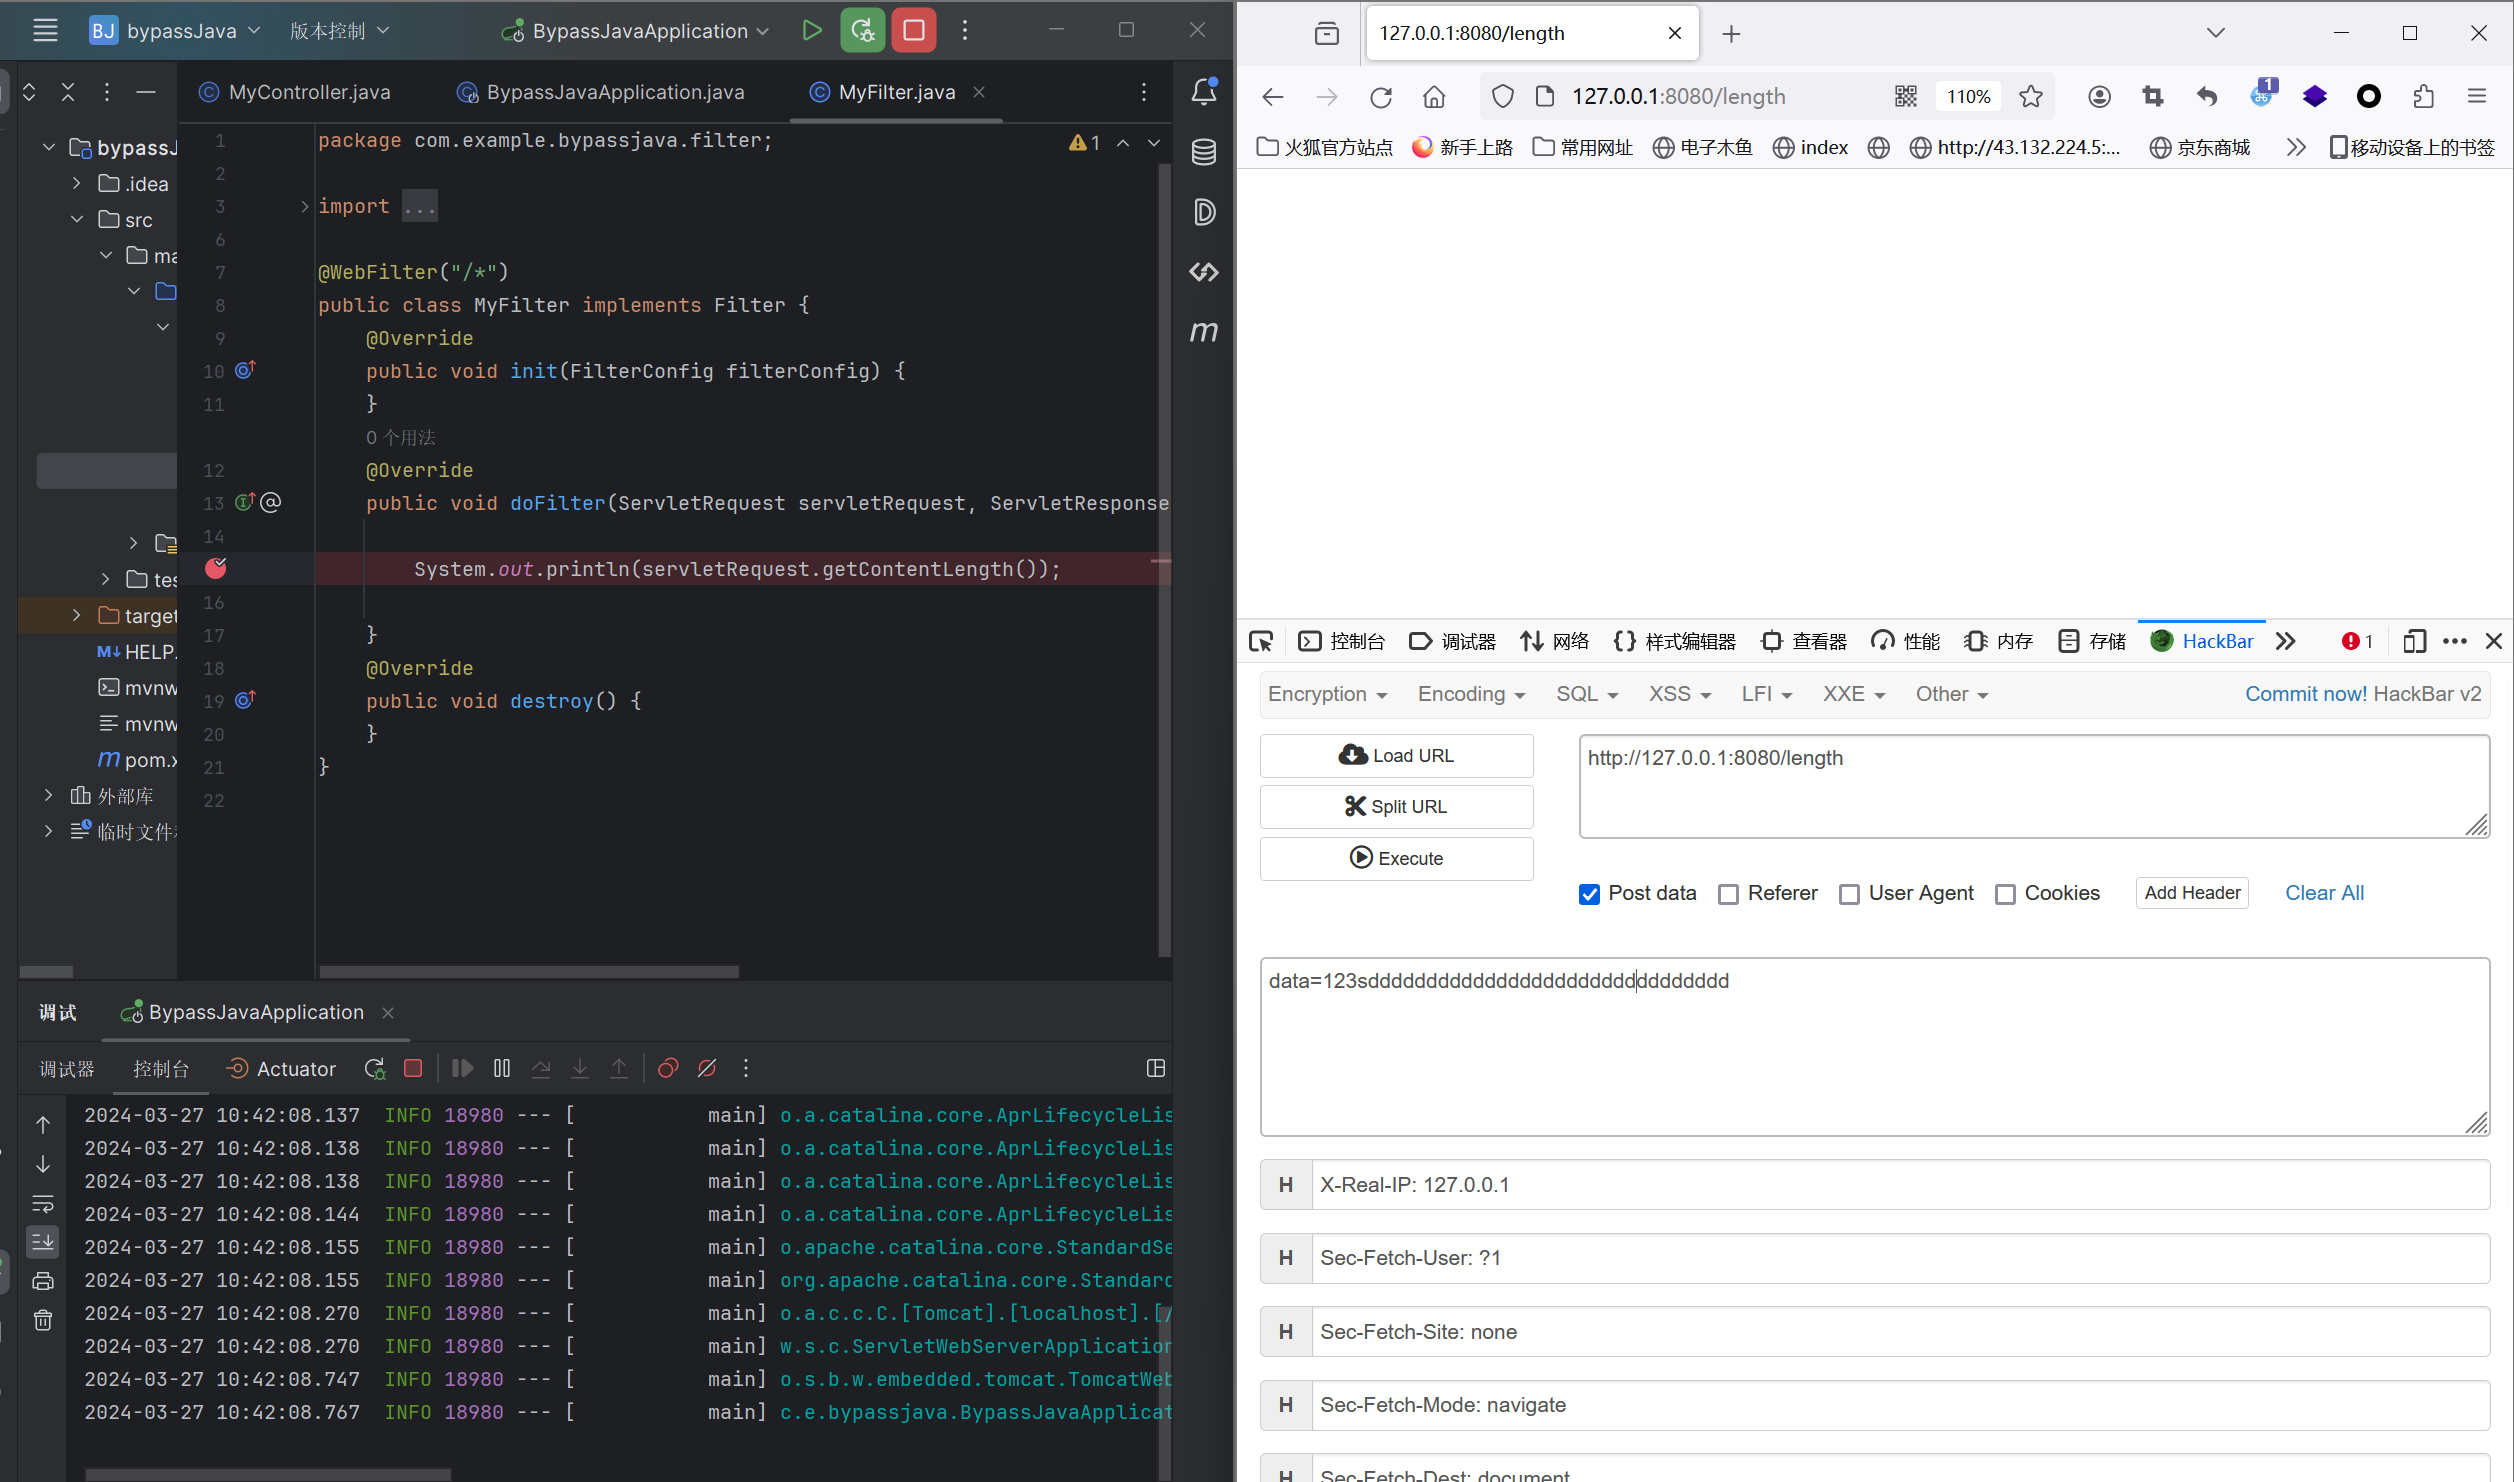 BJ bypassJava 版本控制 BypassJavaApplication
MyController.java BypassJavaApplication.java MyFilter.java
bypassJ
.idea
src
ma
tes
target
HELP.
mvnw
mvnw
pom.x
外部库
临时文件
1 package com.example.bypassjava.filter;
1
2
3 import ...
6
7 @WebFilter("/*")
8 public class MyFilter implements Filter {
9 @Override
10 public void init(FilterConfig filterConfig) {
11 }
0 个用法
12 @Override
13 public void doFilter(ServletRequest servletRequest, ServletResponse
14
System.out.println(servletRequest.getContentLength());
16
17 }
18 @Override
19 public void destroy() {
20 }
21 }
22
调试 BypassJavaApplication
调试器 控制台 Actuator
2024-03-27 10:42:08.137 INFO 18980 --- [ main] o.a.catalina.core.AprLifecycleLis
2024-03-27 10:42:08.138 INFO 18980 --- [ main] o.a.catalina.core.AprLifecycleLis
2024-03-27 10:42:08.138 INFO 18980 --- [ main] o.a.catalina.core.AprLifecycleLis
2024-03-27 10:42:08.144 INFO 18980 --- [ main] o.a.catalina.core.AprLifecycleLis
2024-03-27 10:42:08.155 INFO 18980 --- [ main] o.apache.catalina.core.StandardSe
2024-03-27 10:42:08.155 INFO 18980 --- [ main] org.apache.catalina.core.Standard
2024-03-27 10:42:08.270 INFO 18980 --- [ main] o.a.c.c.C.[Tomcat].[localhost].[/
2024-03-27 10:42:08.270 INFO 18980 --- [ main] w.s.c.ServletWebServerApplication
2024-03-27 10:42:08.747 INFO 18980 --- [ main] o.s.b.w.embedded.tomcat.TomcatWeb
2024-03-27 10:42:08.767 INFO 18980 --- [ main] c.e.bypassjava.BypassJavaApplicat
127.0.0.1:8080/length
127.0.0.1:8080/length 110% 1
火狐官方站点 新手上路 常用网址 电子木鱼 index http://43.132.224.5:... 京东商城 移动设备上的书签
控制台 调试器 网络 样式编辑器 查看器 性能 内存 存储 HackBar 1
Encryption Encoding SQL XSS LFI XXE Other Commit now! HackBar v2
Load URL
http://127.0.0.1:8080/length
Split URL
Execute
Post data Referer User Agent Cookies Add Header Clear All
data=123sddddddddddddddddddddddddddddddd
H X-Real-IP: 127.0.0.1
H Sec-Fetch-User: ?1
H Sec-Fetch-Site: none
H Sec-Fetch-Mode: navigate
H Sec-Fetch-Dest: document